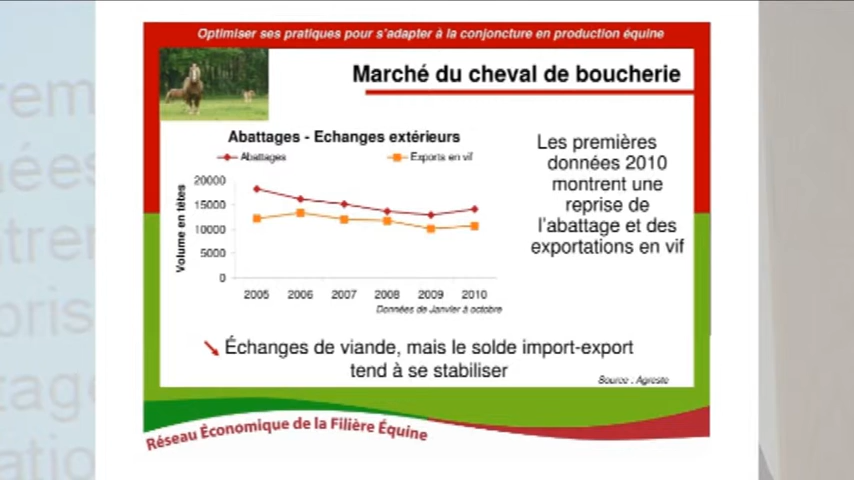 Optimiser ses pratiques pour s'adapter à la conjoncture en production équine
Marché du cheval de boucherie
Abattages - Echanges extérieurs
Abattages
Exports en vif
Volume en têtes
20000
15000
10000
5000
0
2005 2006 2007 2008 2009 2010
Données de Janvier à octobre
Les premières
données 2010
montrent une
reprise de
l'abattage et des
exportations en vif
Échanges de viande, mais le solde import-export
tend à se stabiliser
Source : Agreste
Réseau Économique de la Filière Équine